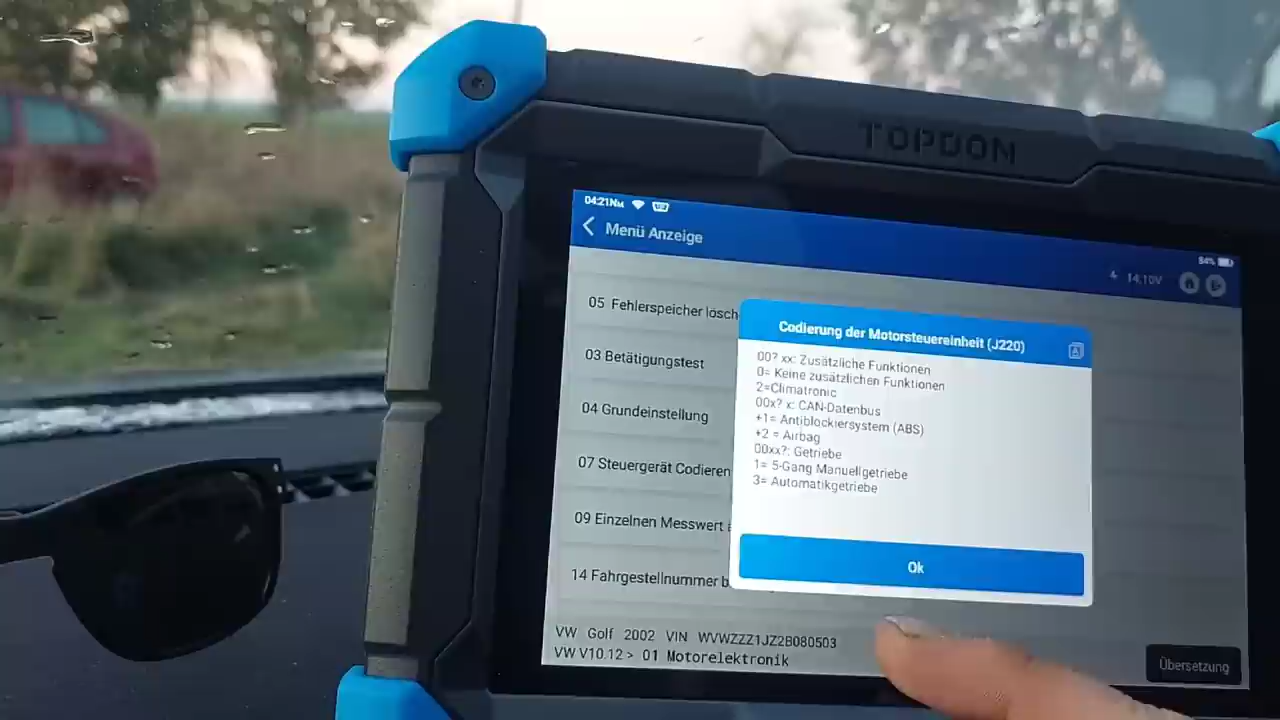 TOPDON
04:21NM
Menü Anzeige
84%
14.10V
05 Fehlerspeicher lösch
03 Betätigungstest
04 Grundeinstellung
07 Steuergerät Codieren
09 Einzelnen Messwert
14 Fahrgestellnummer b
Codierung der Motorsteuereinheit (J220)
00? xx: Zusätzliche Funktionen
0= Keine zusätzlichen Funktionen
2=Climatronic
00x? x: CAN-Datenbus
+1= Antiblockiersystem (ABS)
+2 = Airbag
00xx?: Getriebe
1= 5-Gang Manuellgetriebe
3= Automatikgetriebe
Ok
VW Golf 2002 VIN WVWZZZ1JZ2B080503
VW V10.12 > 01 Motorelektronik
Übersetzung